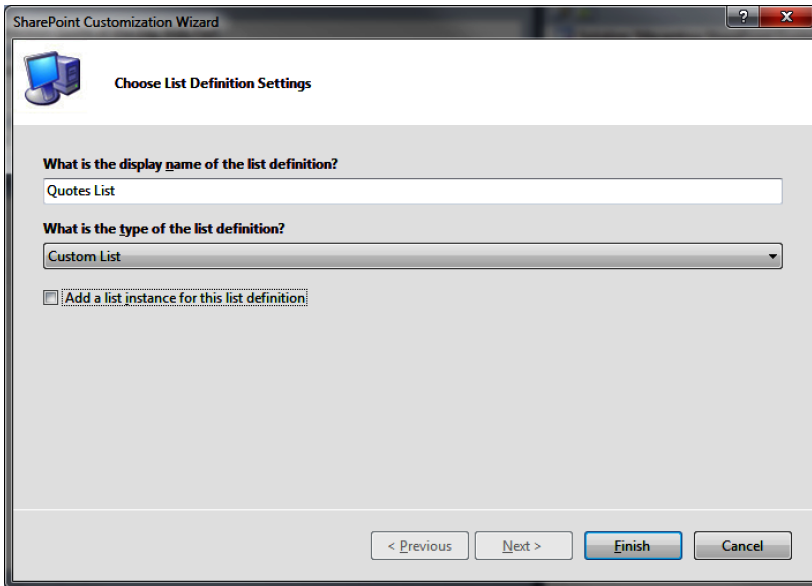 SharePoint Customization Wizard
?
X
Choose List Definition Settings
What is the display name of the list definition?
Quotes List
What is the type of the list definition?
Custom List
Add a list instance for this list definition
< Previous
Next >
Finish
Cancel